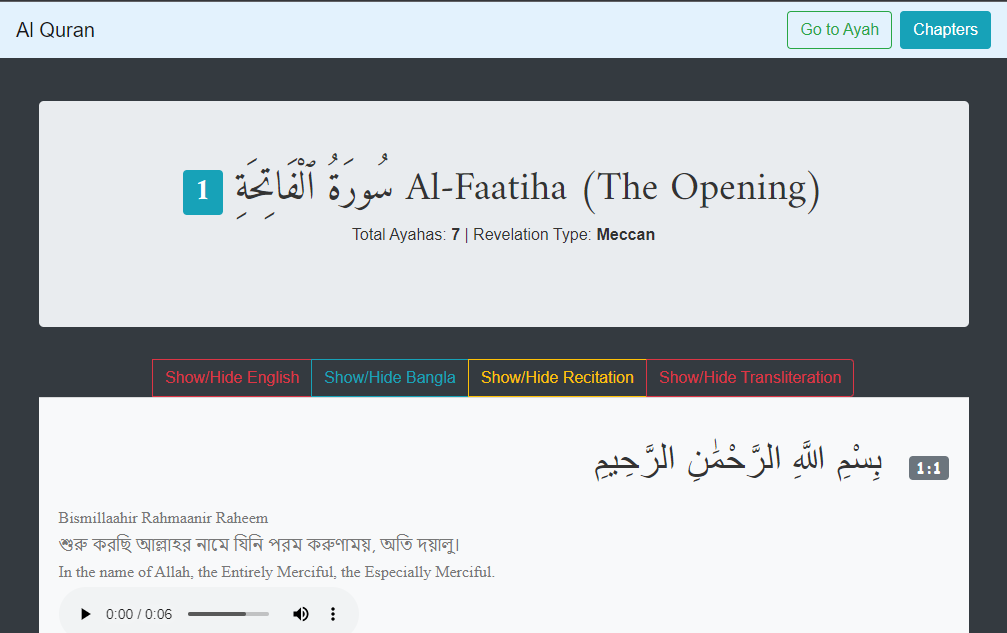 Al Quran
Go to Ayah
Chapters
1 سُورَةُ ٱلْفَاتِحَةِ Al-Faatiha (The Opening)
Total Ayahas: 7 | Revelation Type: Meccan
Show/Hide English
Show/Hide Bangla
Show/Hide Recitation
Show/Hide Transliteration
بِسْمِ اللَّهِ الرَّحْمَٰنِ الرَّحِيمِ
1:1
Bismillaahir Rahmaanir Raheem
শুরু করছি আল্লাহর নামে যিনি পরম করুণাময়, অতি দয়ালু।
In the name of Allah, the Entirely Merciful, the Especially Merciful.
0:00 / 0:06